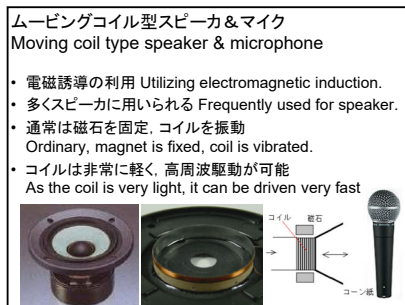 ムービングコイル型スピーカ＆マイク
Moving coil type speaker & microphone
• 電磁誘導の利用 Utilizing electromagnetic induction.
• 多くスピーカに用いられる Frequently used for speaker.
• 通常は磁石を固定，コイルを振動
Ordinary, magnet is fixed, coil is vibrated.
• コイルは非常に軽く，高周波駆動が可能
As the coil is very light, it can be driven very fast
コイル
磁石
コーン紙